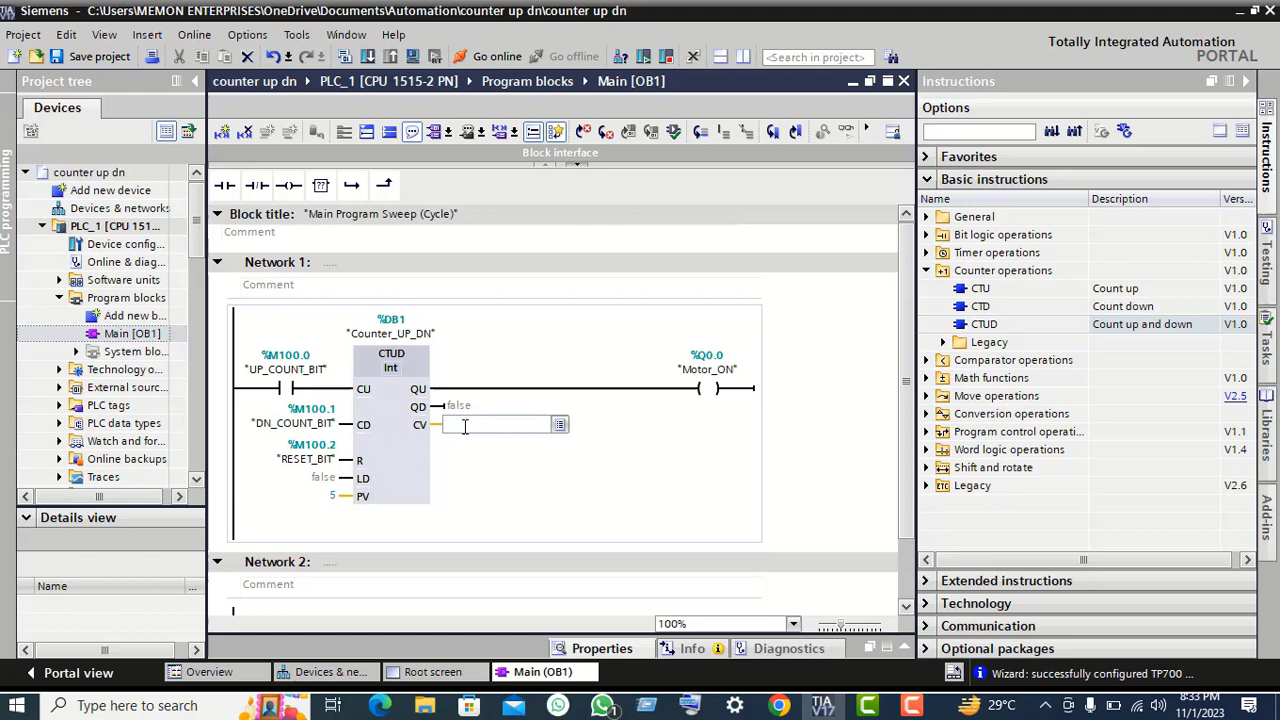 Siemens - C:\Users\MEMON ENTERPRISES\OneDrive\Documents\Automation\counter up dn\counter up dn
Project Edit View Insert Online Options Tools Window Help
Totally Integrated Automation
PORTAL
Save project
Go online
Go offline
<Search in project>
Project tree
counter up dn
PLC_1 [CPU 1515-2 PN]
Program blocks
Main [OB1]
Instructions
Devices
Options
PLC programming
Block interface
counter up dn
Add new device
Devices & networks
PLC_1 [CPU 151...
Device config...
Online & diag...
Software units
Program blocks
Add new b...
Main [OB1]
System blo...
Technology o...
External sourc...
PLC tags
PLC data types
Watch and for...
Online backups
Traces
Details view
Name
...
Block title: "Main Program Sweep (Cycle)"
Comment
Network 1: .....
Comment
%DB1
"Counter_UP_DN"
%M100.0
"UP_COUNT_BIT"
CTUD
Int
%Q0.0
"Motor_ON"
CU
QU
%M100.1
"DN_COUNT_BIT"
CD
QD
false
CV
%M100.2
"RESET_BIT"
R
false
LD
5
PV
Network 2: .....
Comment
100%
Favorites
Basic instructions
Name Description Vers...
General
Bit logic operations V1.0
Timer operations V1.0
Counter operations V1.0
CTU Count up V1.0
CTD Count down V1.0
CTUD Count up and down V1.0
Legacy
Comparator operations
Math functions V1.0
Move operations V2.5
Conversion operations
Program control operati... V1.1
Word logic operations V1.4
Shift and rotate
Legacy V2.6
Extended instructions
Technology
Communication
Optional packages
Instructions
Testing
Tasks
Libraries
Add-ins
Properties
Info
Diagnostics
Portal view
Overview
Devices & ne...
Root screen
Main (OB1)
Wizard: successfully configured TP700 ...
Type here to search
29°C
8:33 PM
11/1/2023